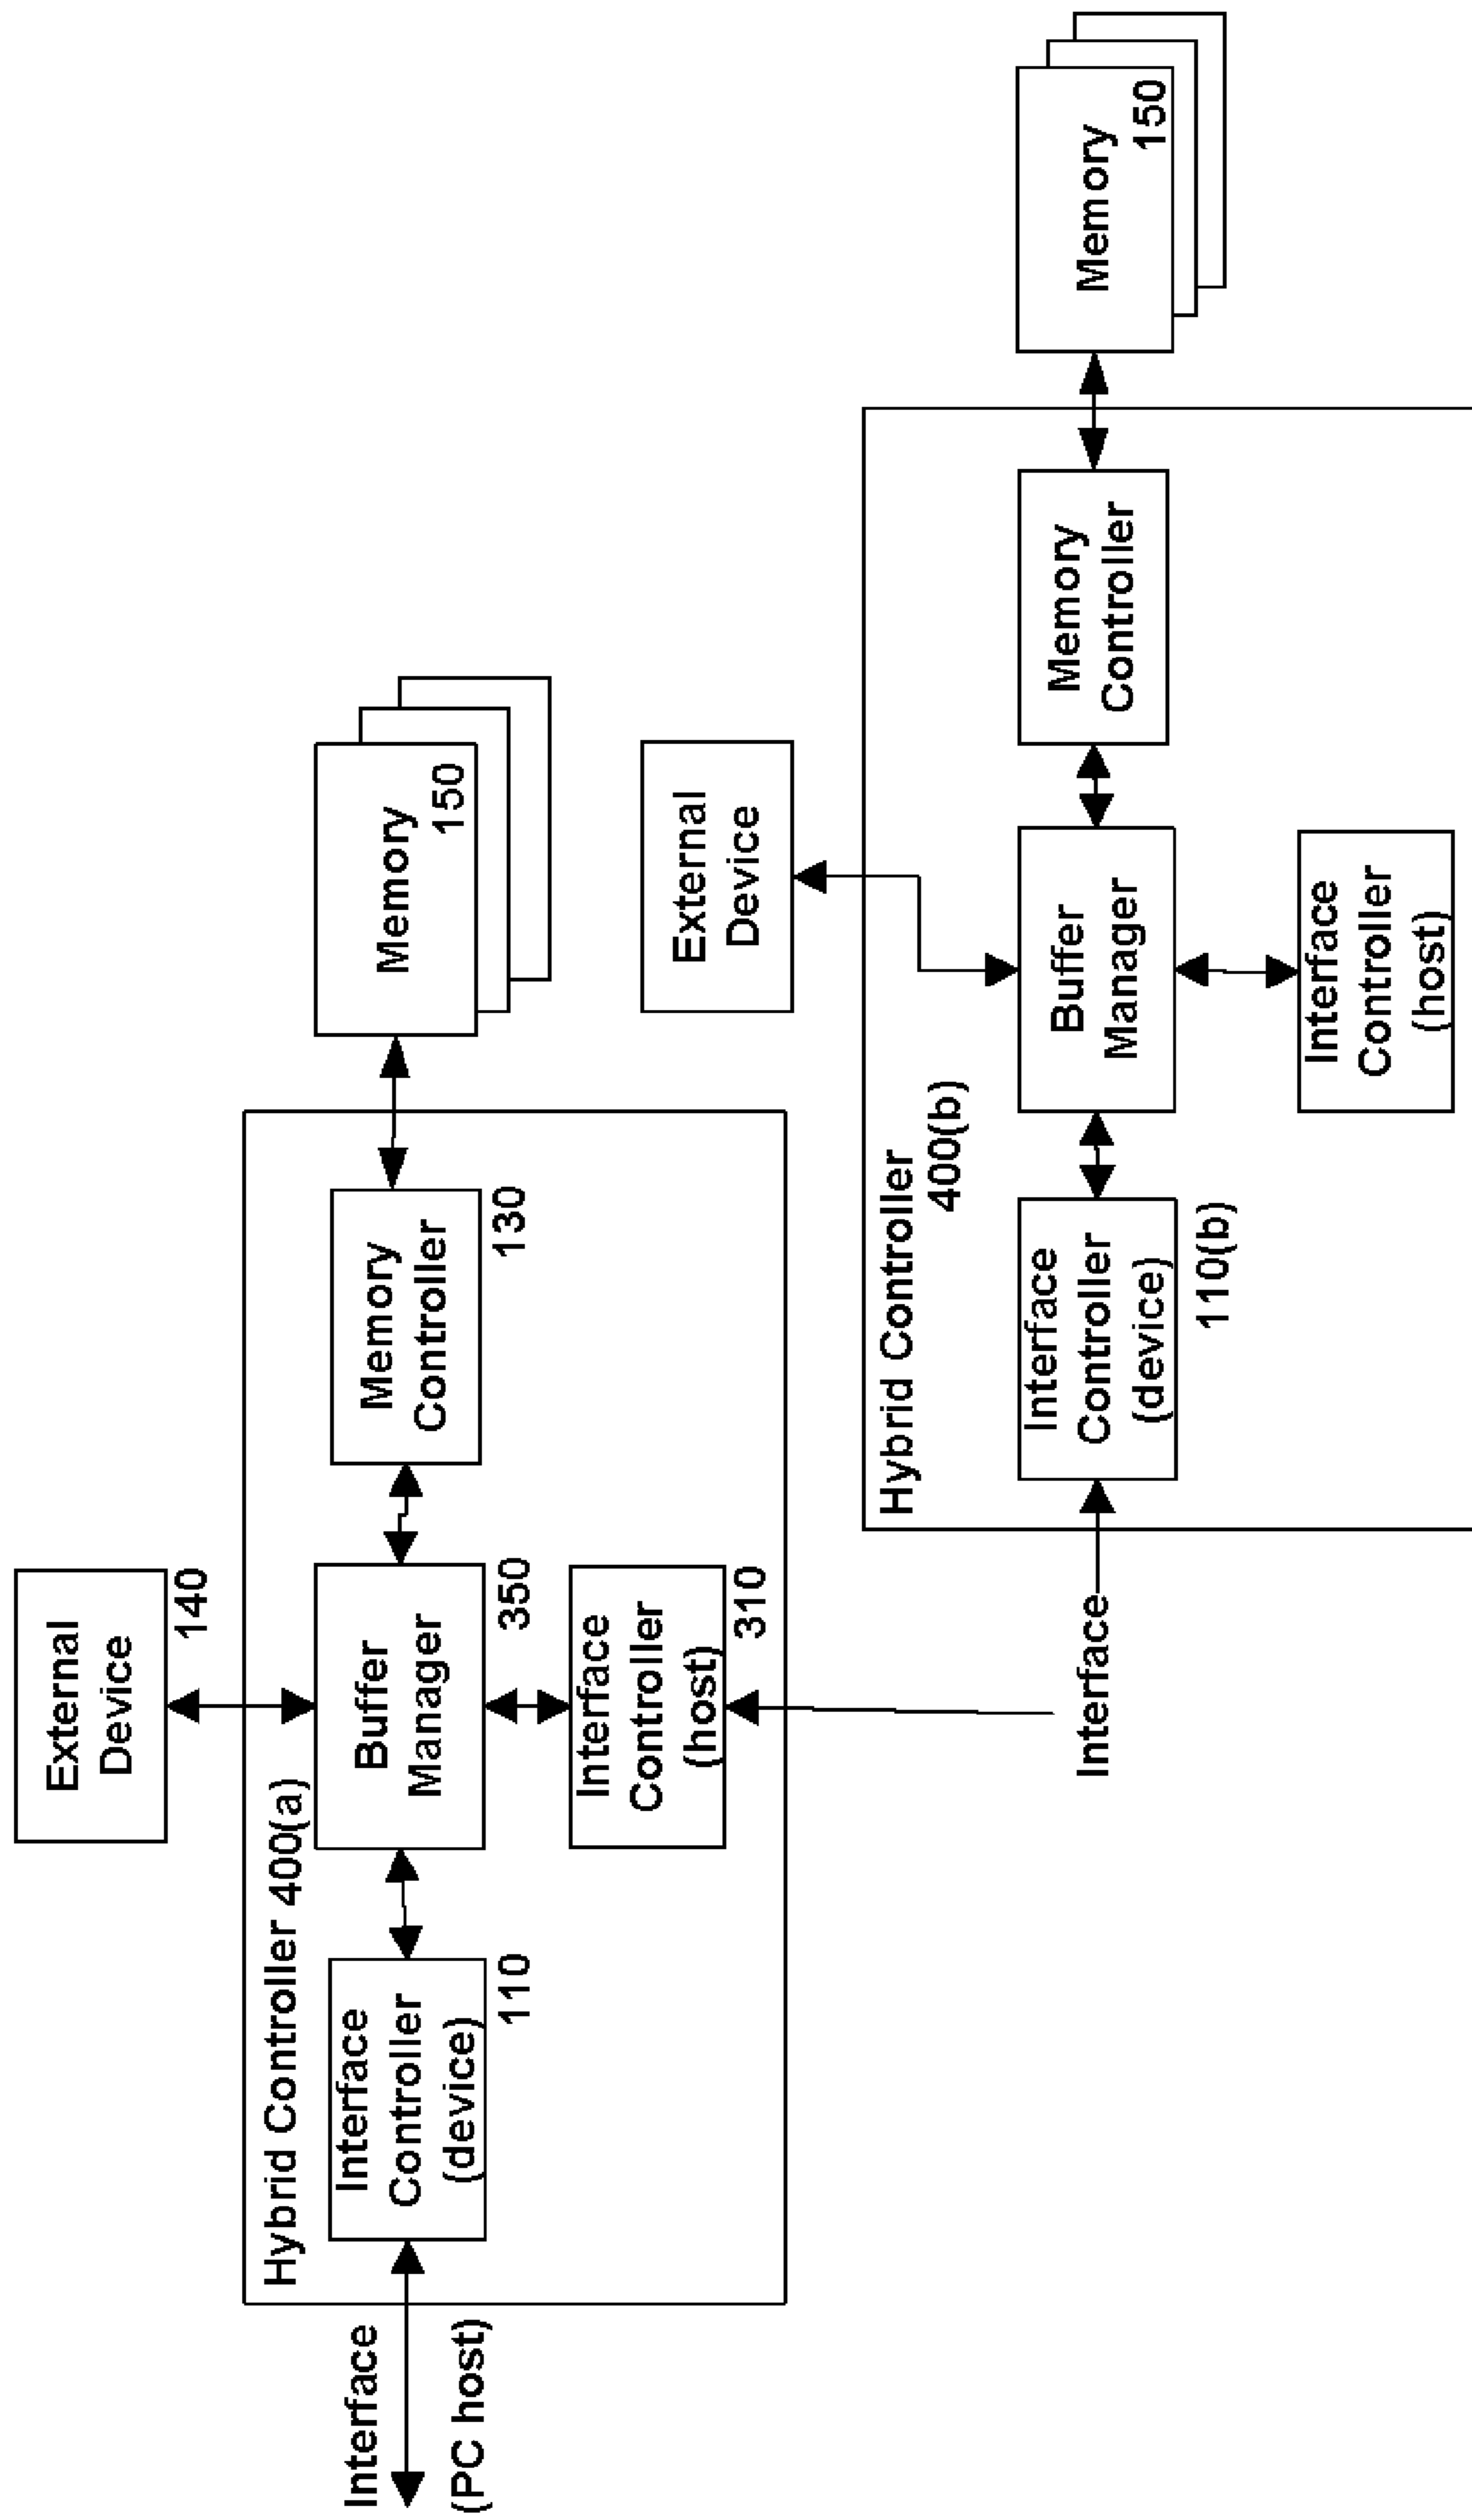 External
Device
140
Hybrid Controller 400(a)
Interface
(PC host)
Interface
Controller
(device)
110
Buffer
Manager
350
Memory
Controller
130
Memory
150
Interface
Controller
(host)
310
External
Device
Hybrid Controller
400(b)
Interface
Interface
Controller
(device)
110(b)
Buffer
Manager
Memory
Controller
Memory
150
Interface
Controller
(host)